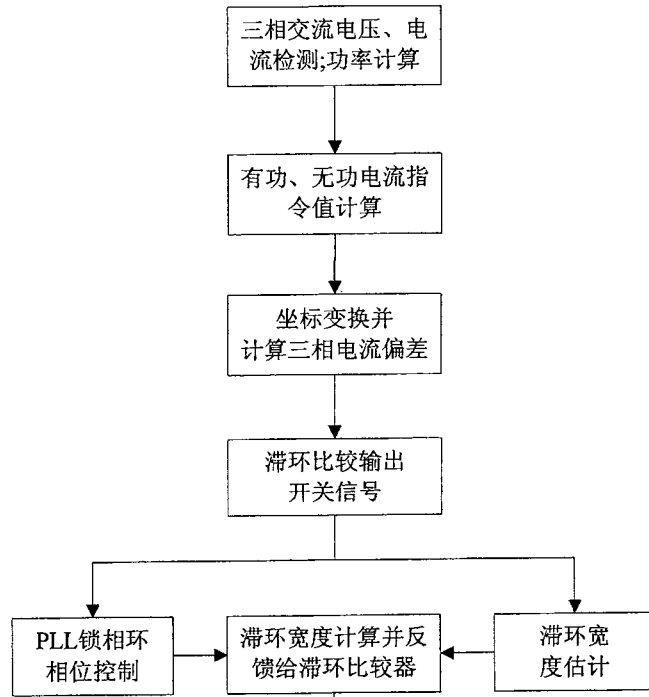 三相交流电压、电
流检测;功率计算
有功、无功电流指
令值计算
坐标变换并
计算三相电流偏差
滞环比较输出
开关信号
PLL锁相环
相位控制
滞环宽度计算并反
馈给滞环比较器
滞环宽
度估计